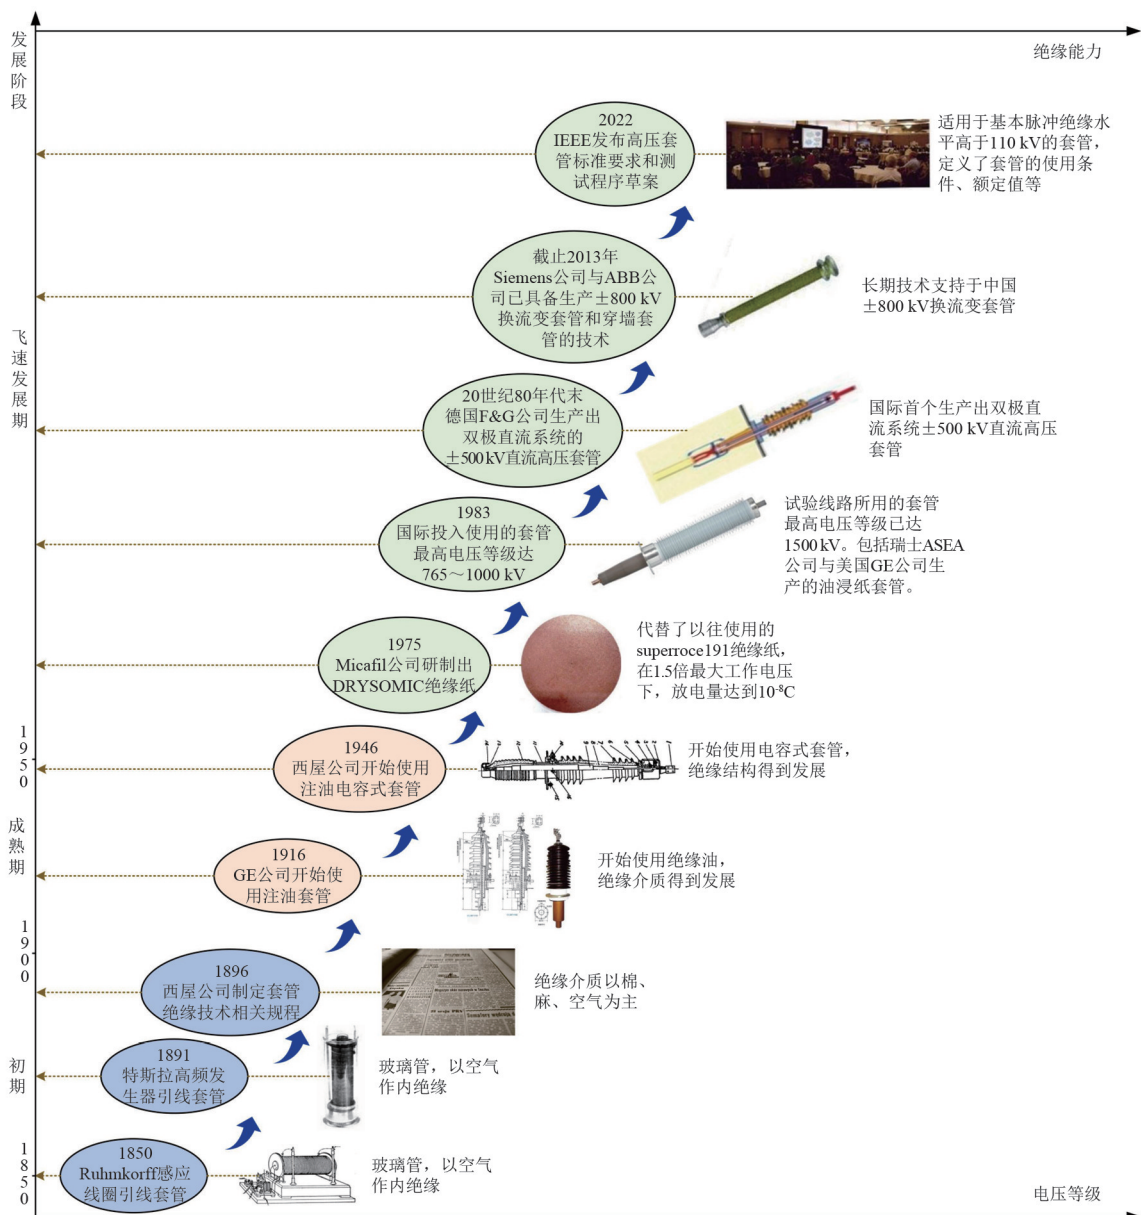 发展阶段
绝缘能力
2022
IEEE发布高压套
管标准要求和测
试程序草案
适用于基本脉冲绝缘水
平高于110 kV的套管，
定义了套管的使用条
件、额定值等
截止2013年
Siemens公司与ABB公
司已具备生产±800 kV
换流变套管和穿墙套
管的技术
长期技术支持于中国
±800 kV换流变套管
飞速发展期
20世纪80年代末
德国F&G公司生产出
双极直流系统的
±500 kV直流高压套管
国际首个生产出双极直
流系统±500 kV直流高压
套管
1983
国际投入使用的套管
最高电压等级达
765～1000 kV
试验线路所用的套管
最高电压等级已达
1500 kV。包括瑞士ASEA
公司与美国GE公司生
产的油浸纸套管。
1975
Micafil公司研制出
DRYSOMIC绝缘纸
代替了以往使用的
superroce191绝缘纸，
在1.5倍最大工作电压
下，放电量达到10⁻⁸C
1950
1946
西屋公司开始使用
注油电容式套管
开始使用电容式套管，
绝缘结构得到发展
成熟期
1916
GE公司开始使
用注油套管
开始使用绝缘油，
绝缘介质得到发展
1900
1896
西屋公司制定套管
绝缘技术相关规程
绝缘介质以棉、
麻、空气为主
初期
1891
特斯拉高频发
生器引线套管
玻璃管，以空气
作内绝缘
1850
1850
Ruhmkorff感应
线圈引线套管
玻璃管，以空气
作内绝缘
电压等级